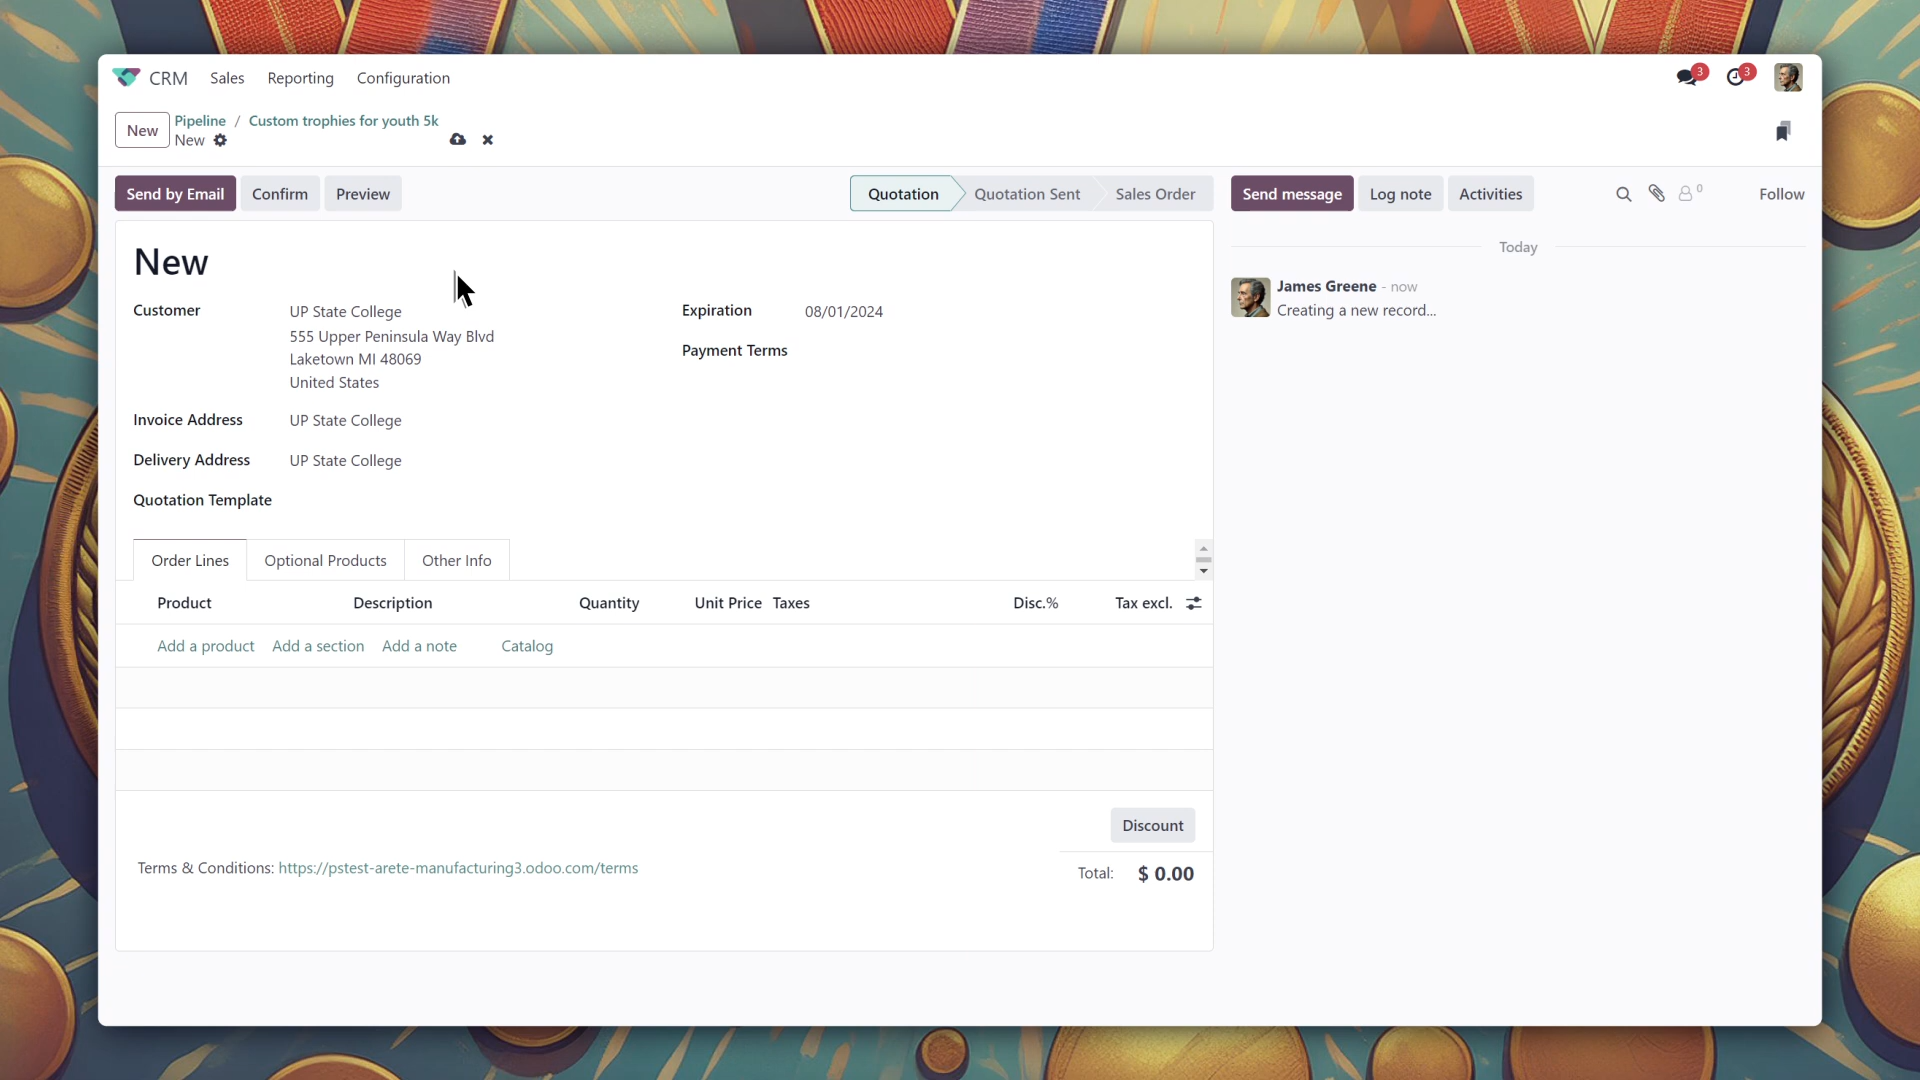 CRM Sales Reporting Configuration 3 3
New Pipeline / Custom trophies for youth 5k
New
Send by Email Confirm Preview Quotation Quotation Sent Sales Order Send message Log note Activities 0 Follow
New
Today
Customer UP State College
555 Upper Peninsula Way Blvd
Laketown MI 48069
United States
Expiration 08/01/2024
Payment Terms
James Greene - now
Creating a new record...
Invoice Address UP State College
Delivery Address UP State College
Quotation Template
Order Lines Optional Products Other Info
Product Description Quantity Unit Price Taxes Disc.% Tax excl.
Add a product Add a section Add a note Catalog
Discount
Terms & Conditions: https://pstest-arete-manufacturing3.odoo.com/terms
Total: $ 0.00